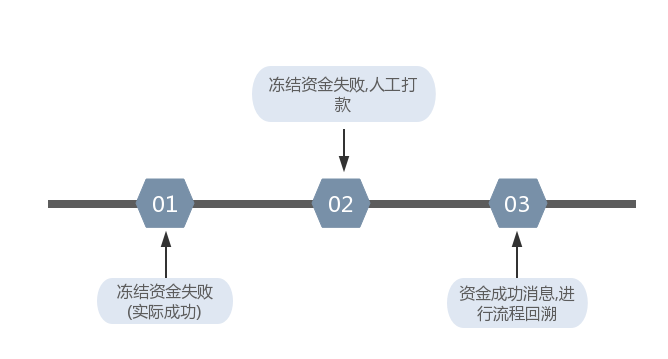 冻结资金失败,人工打
款
01
02
03
冻结资金失败
(实际成功)
资金成功消息,进
行流程回溯